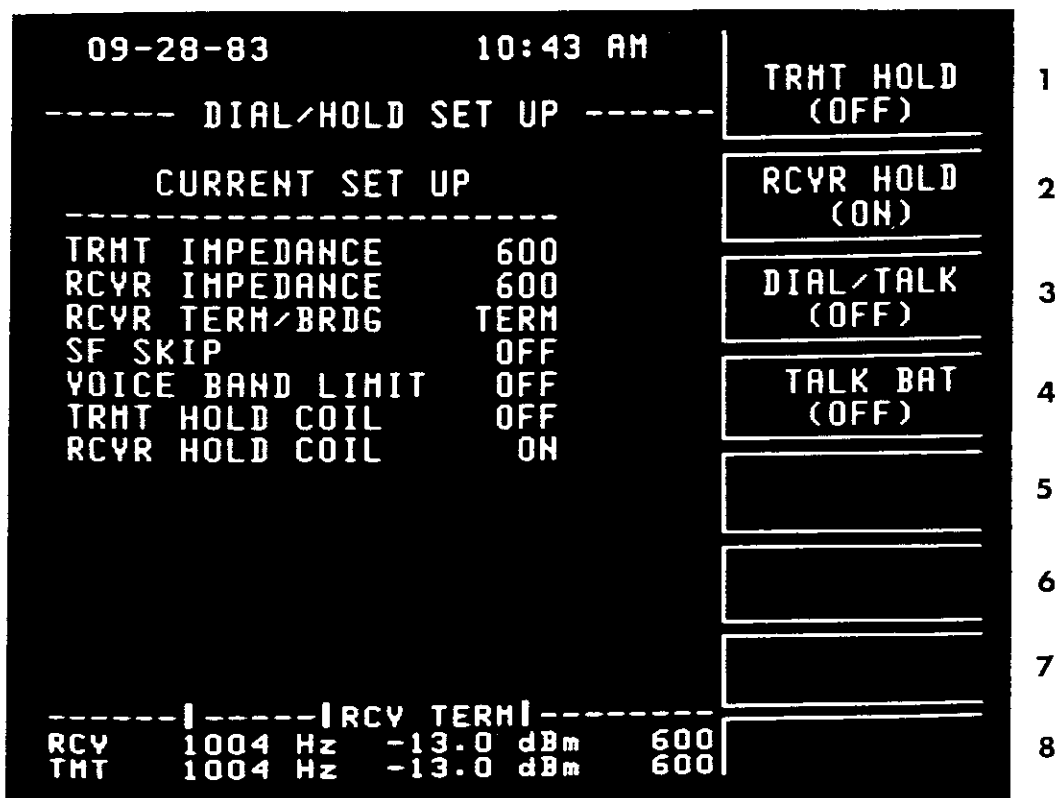 09-28-83 10:43 AM
------ DIAL/HOLD SET UP ------
CURRENT SET UP
-----------------------
TRMT IMPEDANCE 600
RCVR IMPEDANCE 600
RCVR TERM/BRDG TERM
SF SKIP OFF
VOICE BAND LIMIT OFF
TRMT HOLD COIL OFF
RCVR HOLD COIL ON
------|-----|RCV TERM|---------
RCV 1004 Hz -13.0 dBm 600
TMT 1004 Hz -13.0 dBm 600
TRMT HOLD
(OFF)
1
RCVR HOLD
(ON)
2
DIAL/TALK
(OFF)
3
TALK BAT
(OFF)
4
5
6
7
8